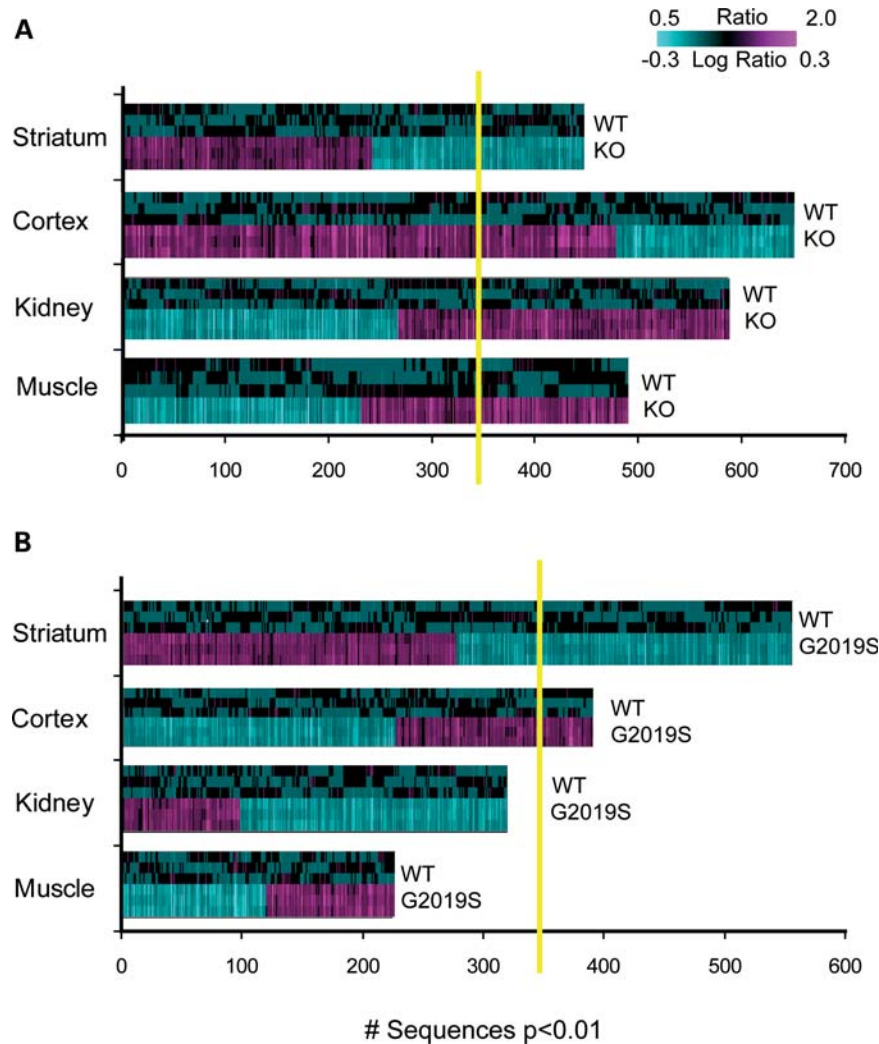 A
0.5 Ratio 2.0
-0.3 Log Ratio 0.3
Striatum
WT
KO
Cortex
WT
KO
Kidney
WT
KO
Muscle
WT
KO
0 100 200 300 400 500 600 700
B
Striatum
WT
G2019S
Cortex
WT
G2019S
Kidney
WT
G2019S
Muscle
WT
G2019S
0 100 200 300 400 500 600
# Sequences p<0.01